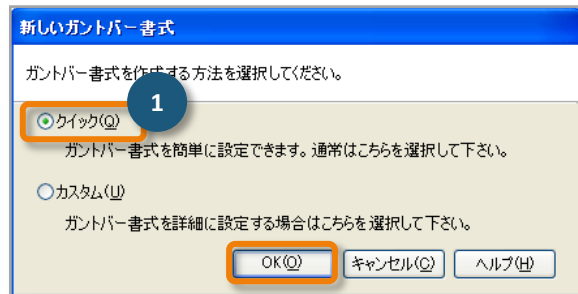 新しいガントバー書式
ガントバー書式を作成する方法を選択してください。
1
クイック(Q)
ガントバー書式を簡単に設定できます。通常はこちらを選択して下さい。
カスタム(U)
ガントバー書式を詳細に設定する場合はこちらを選択して下さい。
OK(O) キャンセル(C) ヘルプ(H)